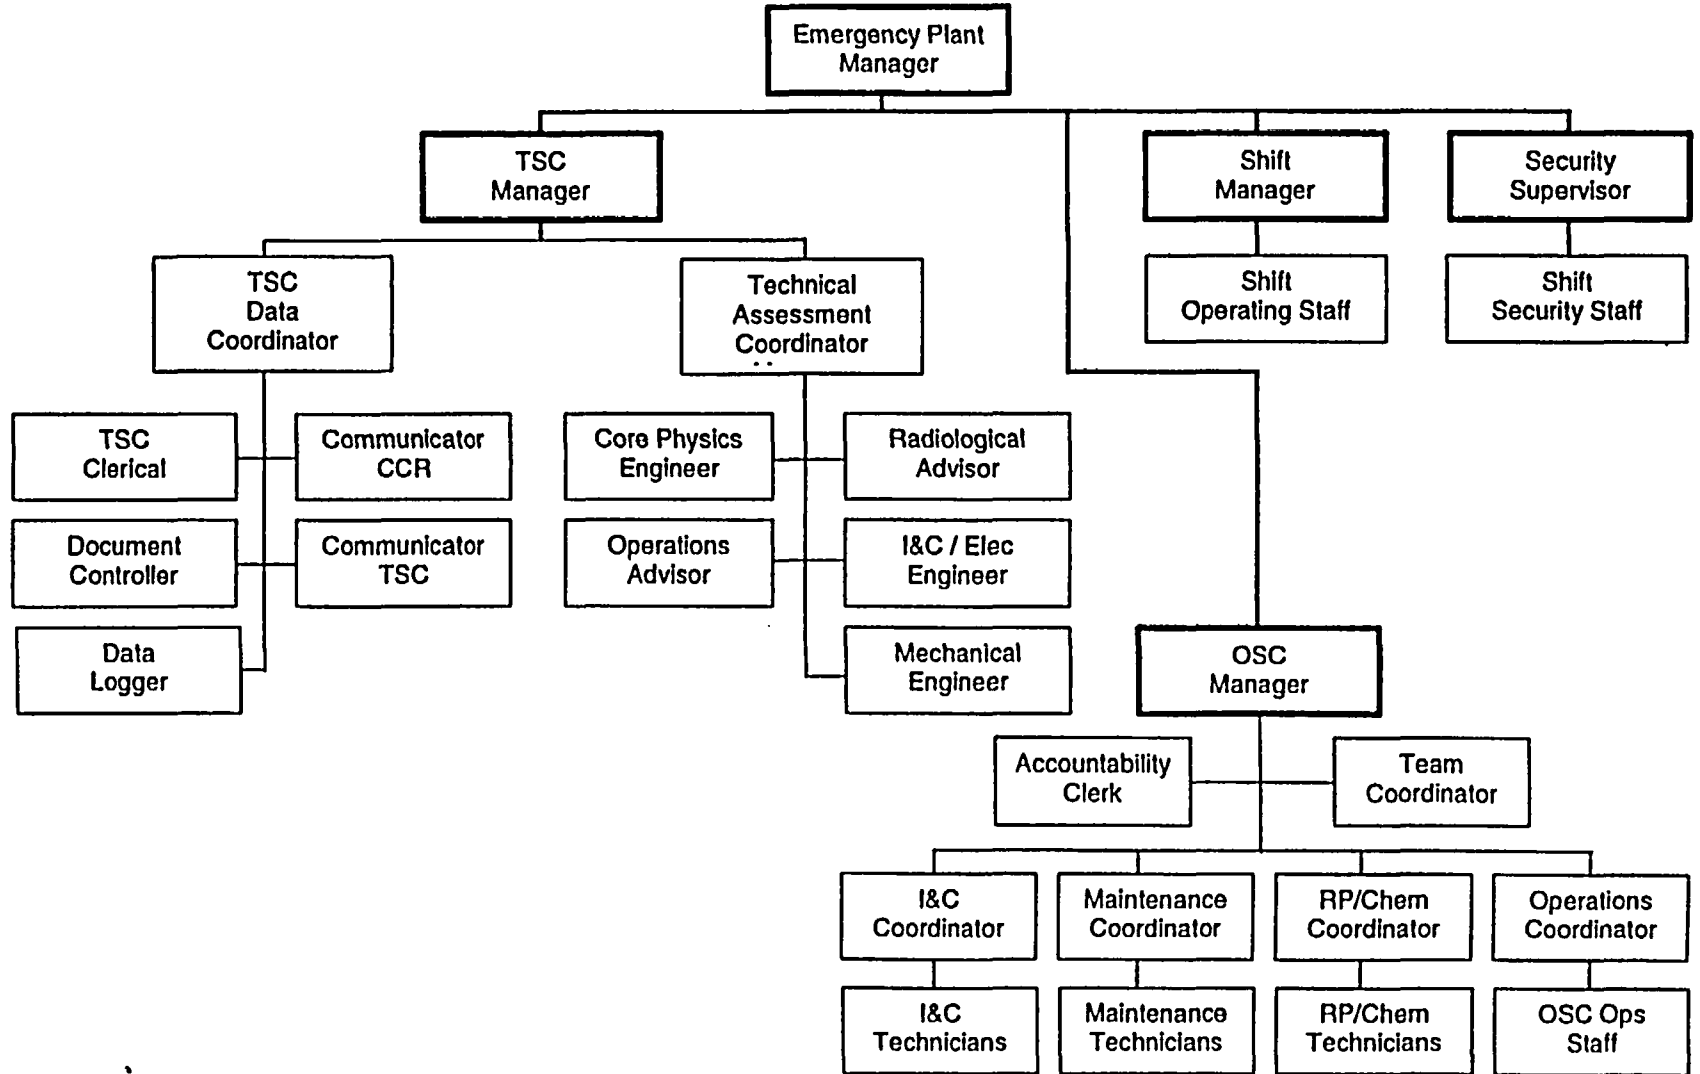 Emergency Plant
Manager
TSC
Manager
Shift
Manager
Security
Supervisor
TSC
Data
Coordinator
Technical
Assessment
Coordinator
Shift
Operating Staff
Shift
Security Staff
TSC
Clerical
Communicator
CCR
Core Physics
Engineer
Radiological
Advisor
Document
Controller
Communicator
TSC
Operations
Advisor
I&C / Elec
Engineer
Data
Logger
Mechanical
Engineer
OSC
Manager
Accountability
Clerk
Team
Coordinator
I&C
Coordinator
Maintenance
Coordinator
RP/Chem
Coordinator
Operations
Coordinator
I&C
Technicians
Maintenance
Technicians
RP/Chem
Technicians
OSC Ops
Staff